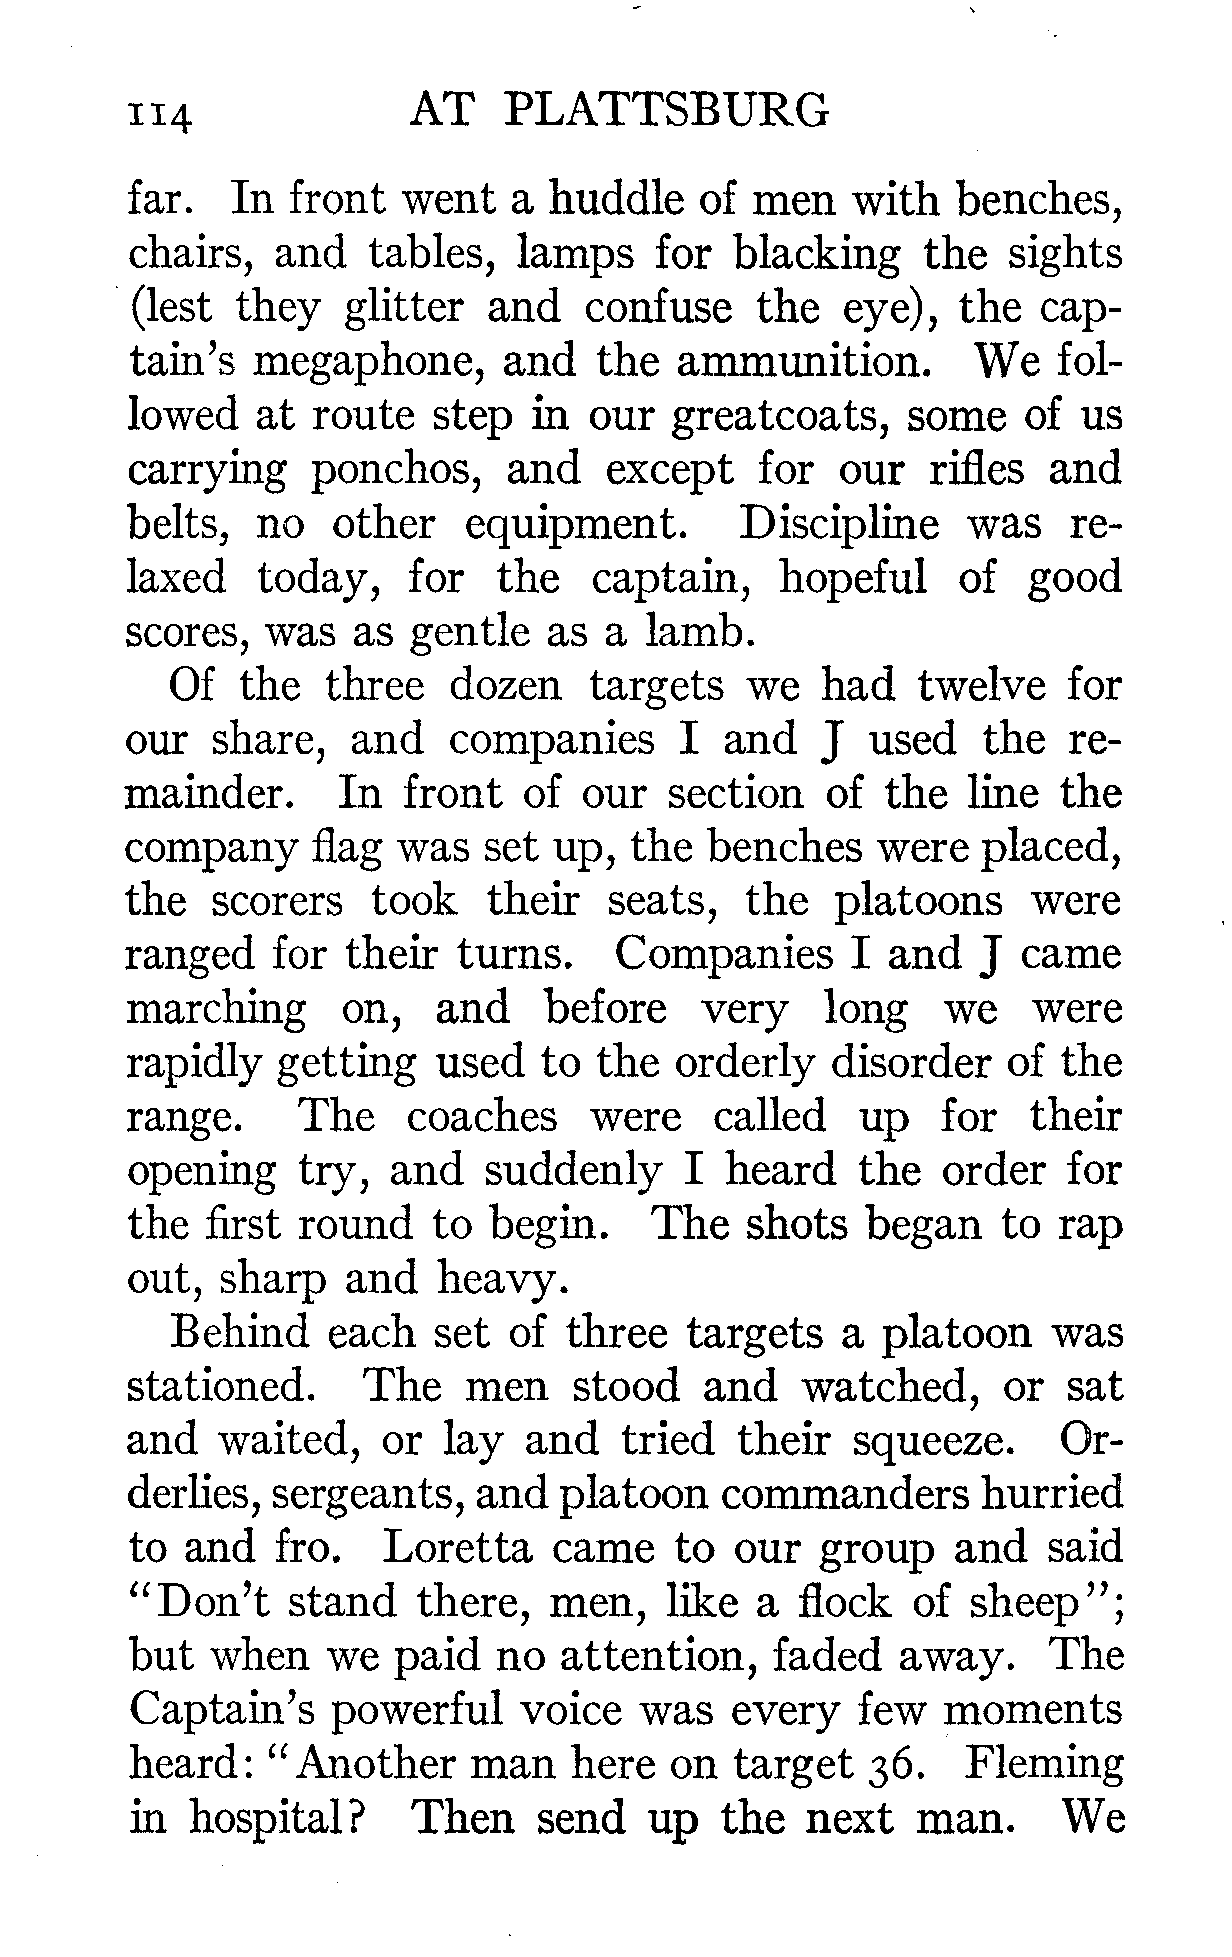 114 AT PLATTSBURG
far. In front went a huddle of men with benches,
chairs, and tables, lamps for blacking the sights
(lest they glitter and confuse the eye), the cap-
tain's megaphone, and the ammunition. We fol-
lowed at route step in our greatcoats, some of us
carrying ponchos, and except for our rifles and
belts, no other equipment. Discipline was re-
laxed today, for the captain, hopeful of good
scores, was as gentle as a lamb.
Of the three dozen targets we had twelve for
our share, and companies I and J used the re-
mainder. In front of our section of the line the
company flag was set up, the benches were placed,
the scorers took their seats, the platoons were
ranged for their turns. Companies I and J came
marching on, and before very long we were
rapidly getting used to the orderly disorder of the
range. The coaches were called up for their
opening try, and suddenly I heard the order for
the first round to begin. The shots began to rap
out, sharp and heavy.
Behind each set of three targets a platoon was
stationed. The men stood and watched, or sat
and waited, or lay and tried their squeeze. Or-
derlies, sergeants, and platoon commanders hurried
to and fro. Loretta came to our group and said
"Don't stand there, men, like a flock of sheep";
but when we paid no attention, faded away. The
Captain's powerful voice was every few moments
heard: "Another man here on target 36. Fleming
in hospital? Then send up the next man. We